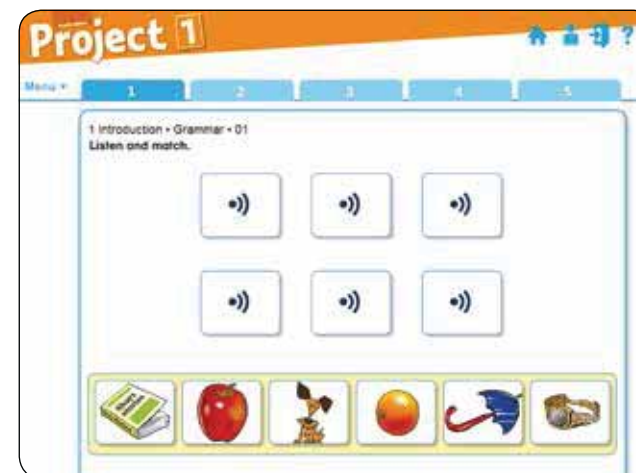 Project 1
?
Menu
1
2
3
4
5
1 Introduction • Grammar • 01
Listen and match.